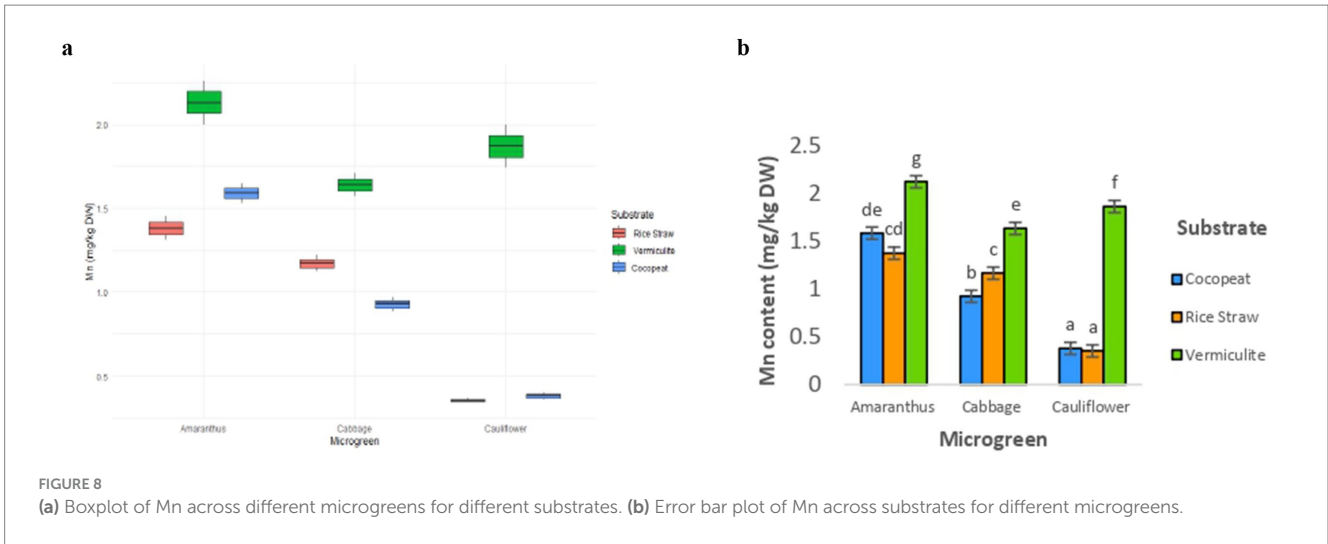 a
Mn (mg/kg DW)
2.0
1.5
1.0
0.5
Amaranthus
Cabbage
Cauliflower
Microgreen
Substrate
Rice Straw
Vermiculite
Cocopeat
b
Mn content (mg/kg DW)
2.5
2
1.5
1
0.5
0
de
cd
g
b
c
e
a
a
f
Amaranthus
Cabbage
Cauliflower
Microgreen
Substrate
Cocopeat
Rice Straw
Vermiculite
FIGURE 8
(a) Boxplot of Mn across different microgreens for different substrates. (b) Error bar plot of Mn across substrates for different microgreens.